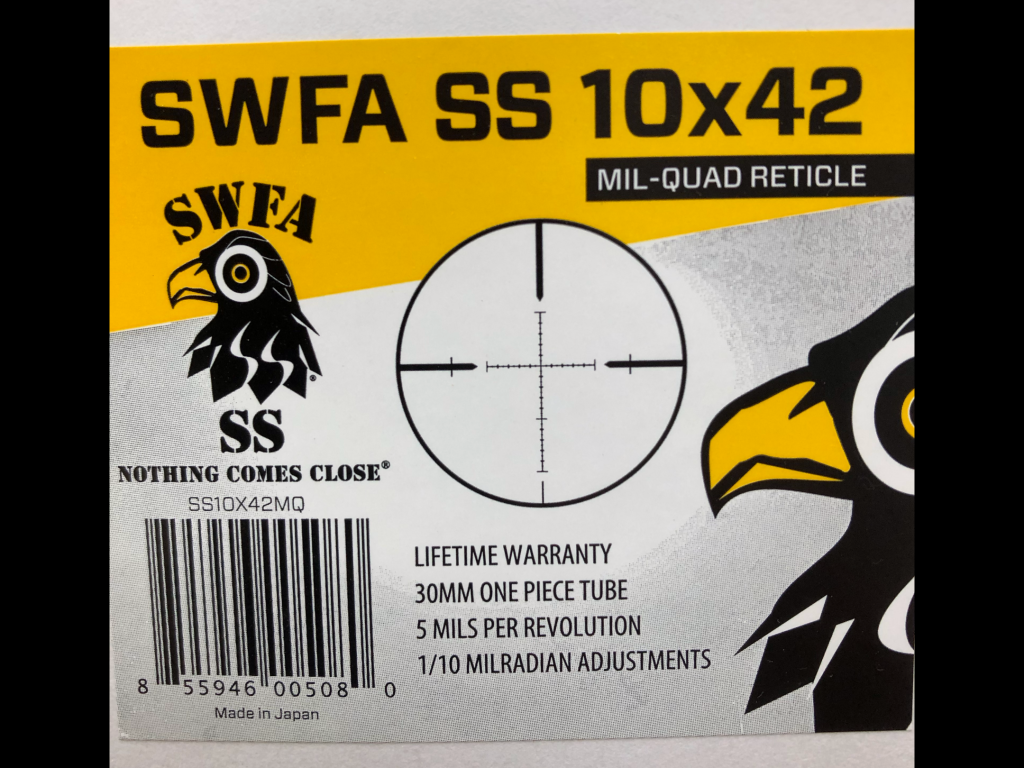 SWFA SS 10x42
MIL-QUAD RETICLE
SWFA
SS
NOTHING COMES CLOSE®
SS10X42MQ
8 55946 00508 0
Made in Japan
LIFETIME WARRANTY
30MM ONE PIECE TUBE
5 MILS PER REVOLUTION
1/10 MILRADIAN ADJUSTMENTS